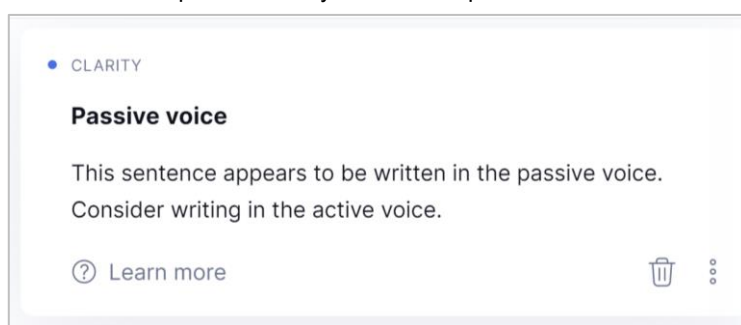 CLARITY
Passive voice
This sentence appears to be written in the passive voice.
Consider writing in the active voice.
Learn more